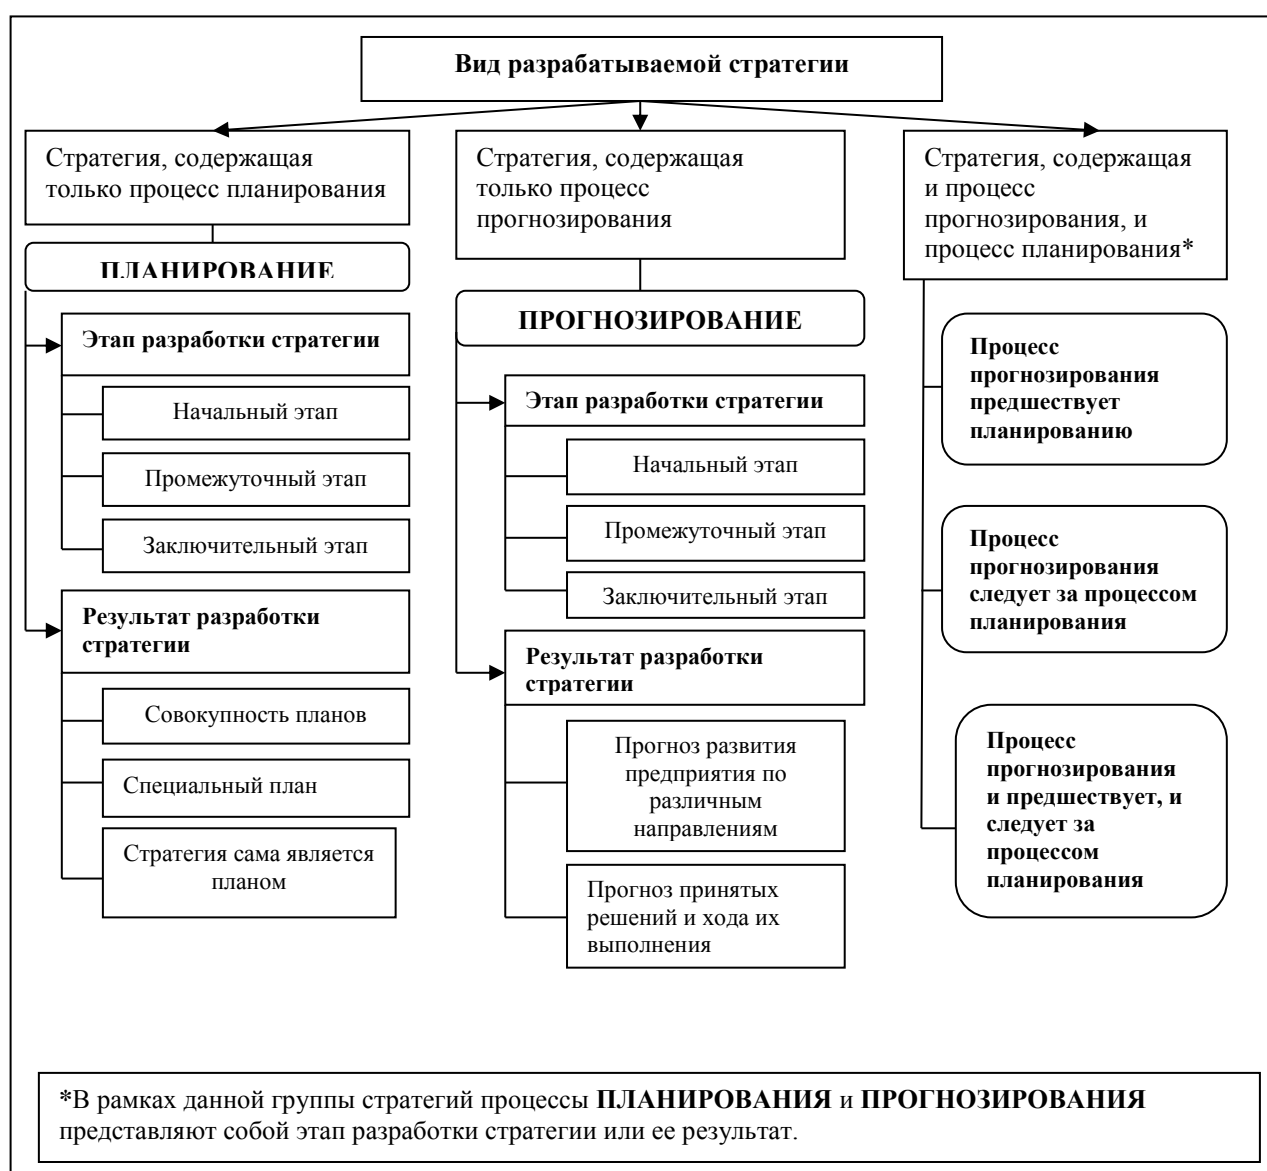 Вид разрабатываемой стратегии
Стратегия, содержащая
только процесс планирования
ПЛАНИРОВАНИЕ
Этап разработки стратегии
Начальный этап
Промежуточный этап
Заключительный этап
Результат разработки
стратегии
Совокупность планов
Специальный план
Стратегия сама является
планом
Стратегия, содержащая
только процесс
прогнозирования
ПРОГНОЗИРОВАНИЕ
Этап разработки стратегии
Начальный этап
Промежуточный этап
Заключительный этап
Результат разработки
стратегии
Прогноз развития
предприятия по
различным
направлениям
Прогноз принятых
решений и хода их
выполнения
Стратегия, содержащая
и процесс
прогнозирования, и
процесс планирования*
Процесс
прогнозирования
предшествует
планированию
Процесс
прогнозирования
следует за процессом
планирования
Процесс
прогнозирования
и предшествует, и
следует за
процессом
планирования
*В рамках данной группы стратегий процессы ПЛАНИРОВАНИЯ и ПРОГНОЗИРОВАНИЯ
представляют собой этап разработки стратегии или ее результат.